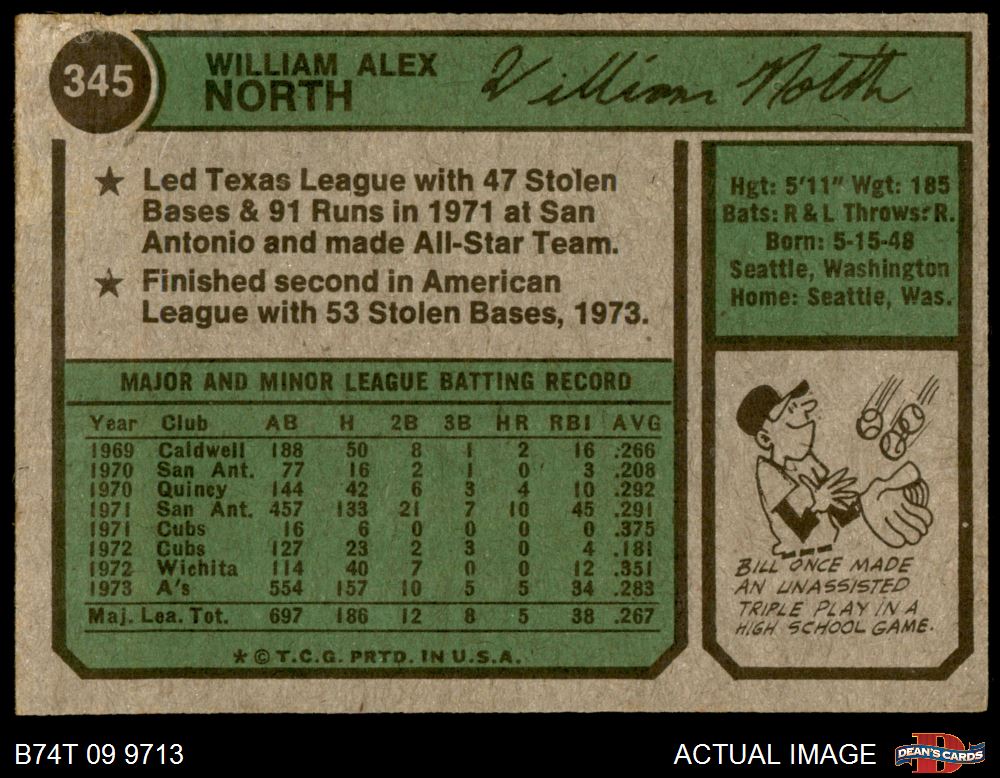 345
WILLIAM ALEX
NORTH
William North
★ Led Texas League with 47 Stolen
Bases & 91 Runs in 1971 at San
Antonio and made All-Star Team.
★ Finished second in American
League with 53 Stolen Bases, 1973.
Hgt: 5'11" Wgt: 185
Bats: R & L Throws: R.
Born: 5-15-48
Seattle, Washington
Home: Seattle, Was.
MAJOR AND MINOR LEAGUE BATTING RECORD
Year Club AB H 2B 3B HR RBI AVG
1969 Caldwell 188 50 8 1 2 16 .266
1970 San Ant. 77 16 2 1 0 3 .208
1970 Quincy 144 42 6 3 4 10 .292
1971 San Ant. 457 133 21 7 10 45 .291
1971 Cubs 16 6 0 0 0 0 .375
1972 Cubs 127 23 2 3 0 4 .181
1972 Wichita 114 40 7 0 0 12 .351
1973 A's 554 157 10 5 5 34 .283
Maj. Lea. Tot. 697 186 12 8 5 38 .267
★ © T.C.G. PRTD. IN U.S.A.
BILL ONCE MADE
AN UNASSISTED
TRIPLE PLAY IN A
HIGH SCHOOL GAME.
B74T 09 9713
ACTUAL IMAGE
DEAN'S CARDS